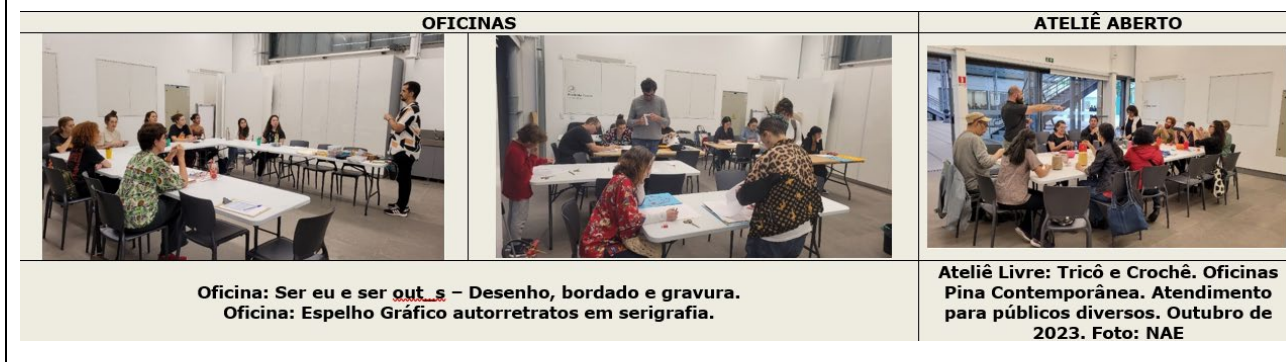 OFICINAS
ATELIÊ ABERTO
Oficina: Ser eu e ser out_s – Desenho, bordado e gravura.
Oficina: Espelho Gráfico autorretratos em serigrafia.
Ateliê Livre: Tricô e Crochê. Oficinas
Pina Contemporânea. Atendimento
para públicos diversos. Outubro de
2023. Foto: NAE